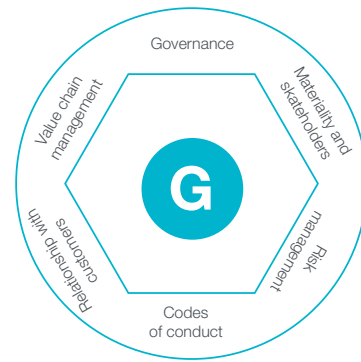 Governance
Materiality and
skateholders
Risk
management
Codes
of conduct
Relationship with
customers
Value chain
management
G